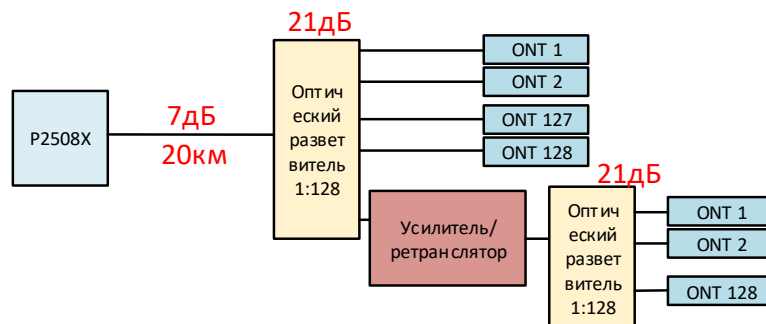 21дБ
P2508X
7дБ
20км
Оптич
еский
развет
витель
1:128
ONT 1
ONT 2
ONT 127
ONT 128
Усилитель/
ретранслятор
21дБ
Оптич
еский
развет
витель
1:128
ONT 1
ONT 2
ONT 128